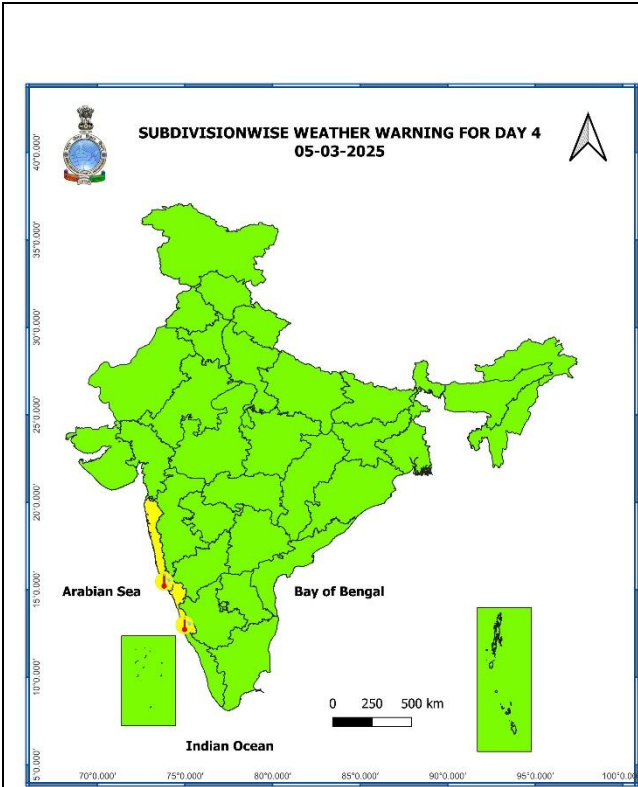 SUBDIVISIONWISE WEATHER WARNING FOR DAY 4
05-03-2025
40°0.000'
35°0.000'
30°0.000'
25°0.000'
20°0.000'
15°0.000'
10°0.000'
5°0.000'
Arabian Sea
Bay of Bengal
0 250 500 km
Indian Ocean
70°0.000' 75°0.000' 80°0.000' 85°0.000' 90°0.000' 95°0.000' 100°0.00